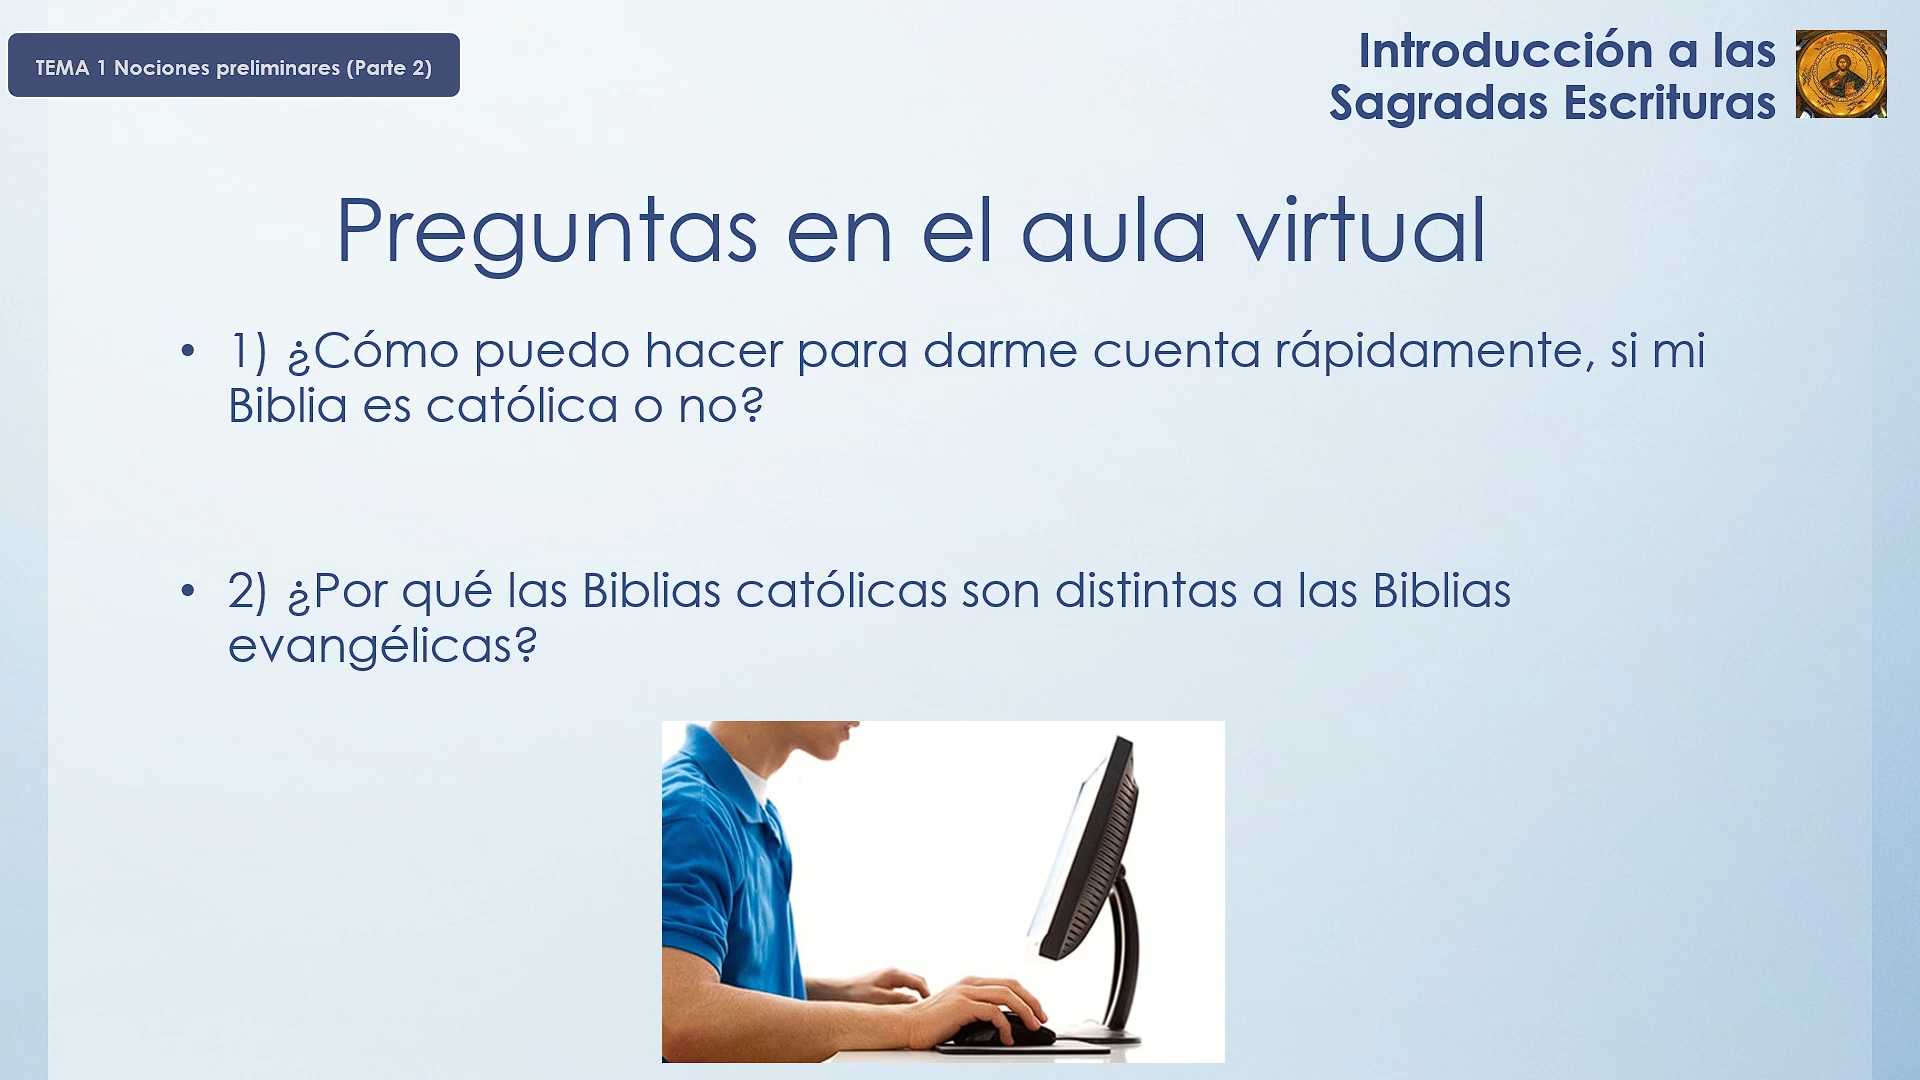 TEMA 1 Nociones preliminares (Parte 2)
Introducción a las
Sagradas Escrituras
Preguntas en el aula virtual
• 1) ¿Cómo puedo hacer para darme cuenta rápidamente, si mi
Biblia es católica o no?
• 2) ¿Por qué las Biblias católicas son distintas a las Biblias
evangélicas?